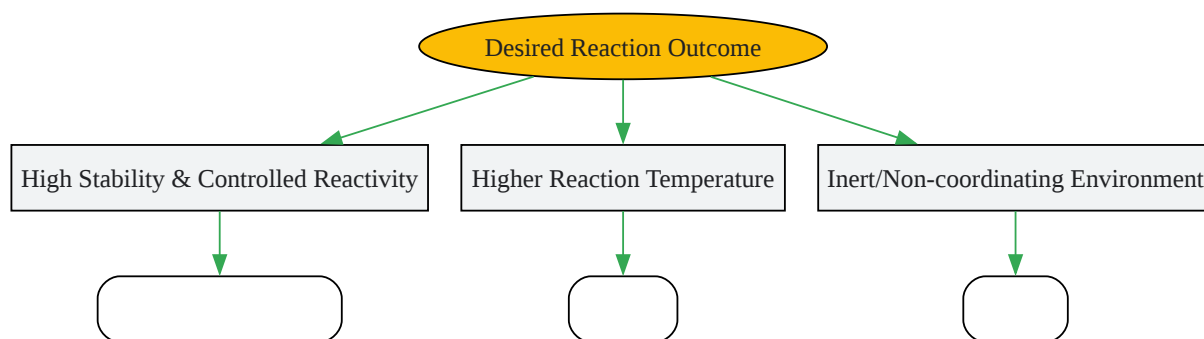 Desired Reaction Outcome
High Stability & Controlled Reactivity
Higher Reaction Temperature
Inert/Non-coordinating Environment